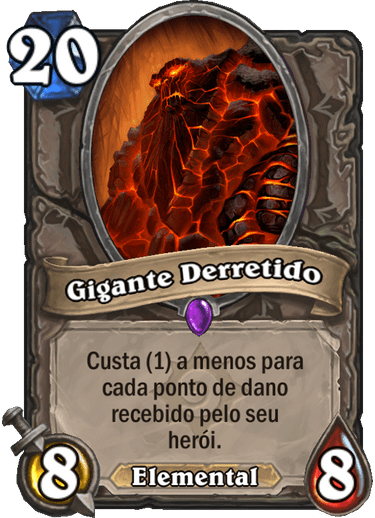 20
Gigante Derretido
Custa (1) a menos para
cada ponto de dano
recebido pelo seu
herói.
8
Elemental
8